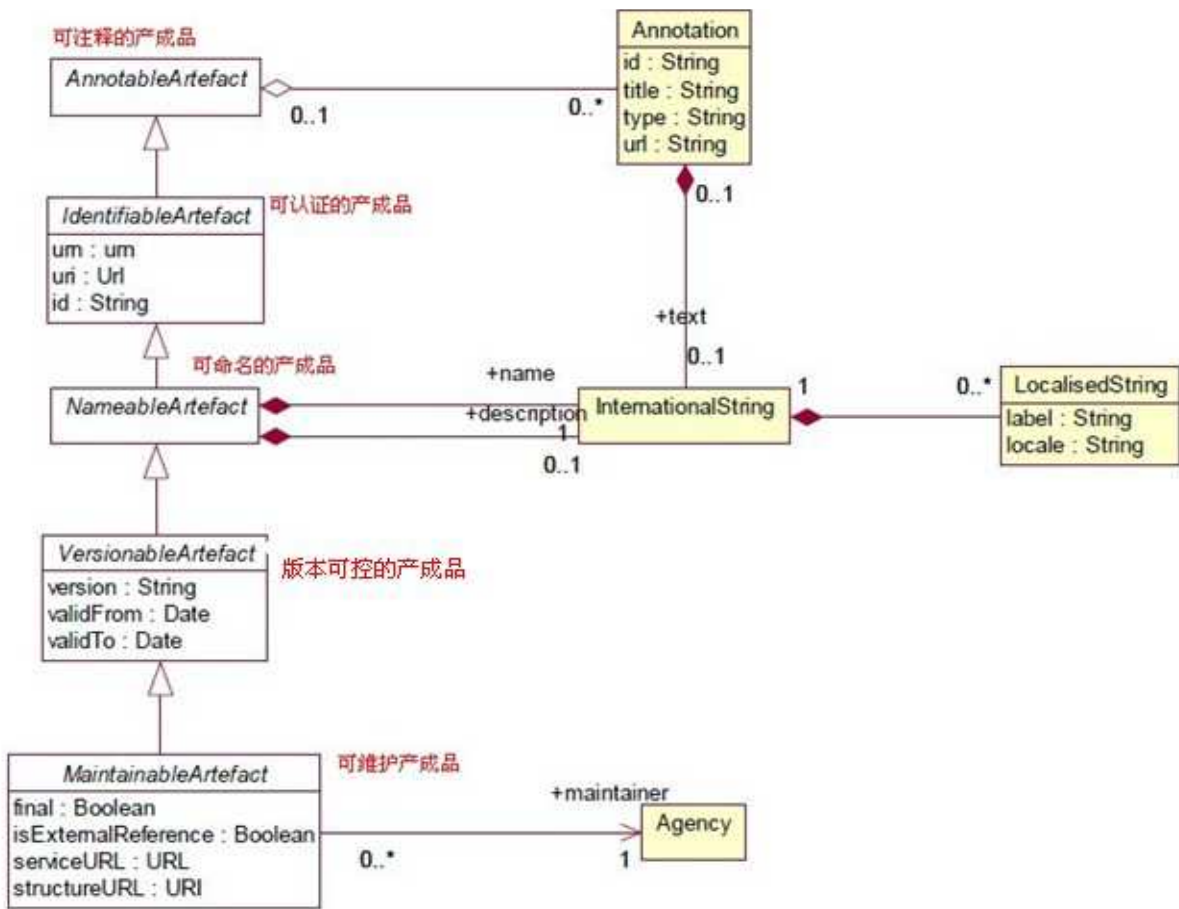 可注释的产成品
AnnotableArtefact
0..1
0..*
Annotation
id : String
title : String
type : String
url : String
0..1
IdentifiableArtefact
可认证的产成品
urn : urn
uri : Url
id : String
+text
0..1
可命名的产成品
NameableArtefact
+name
+description
1
0..1
InternationalString
1
0..*
LocalisedString
label : String
locale : String
VersionableArtefact
版本可控的产成品
version : String
validFrom : Date
validTo : Date
MaintainableArtefact
可维护产成品
final : Boolean
isExternalReference : Boolean
serviceURL : URL
structureURL : URI
+maintainer
0..*
1
Agency